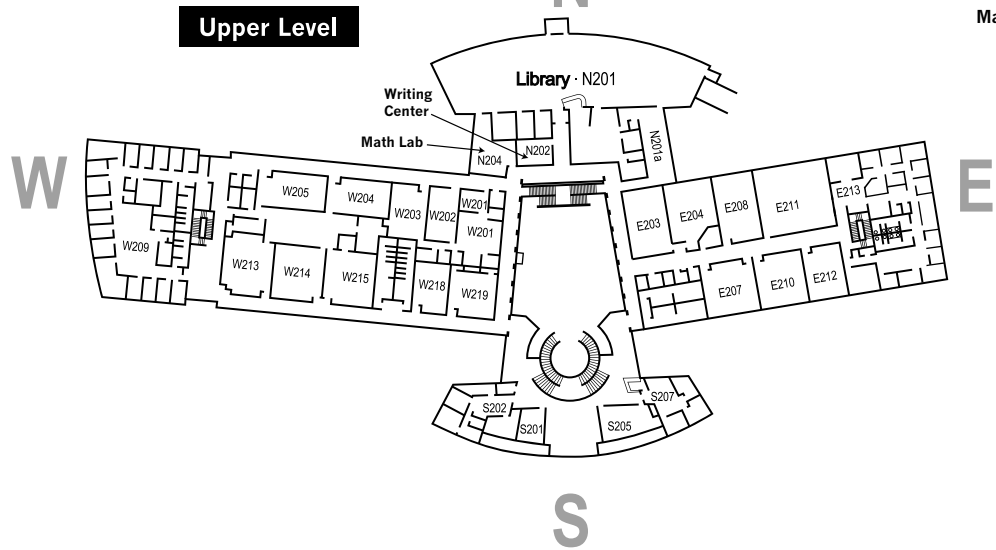 N
Upper Level
Ma
Library · N201
Writing
Center
Math Lab
N204
N202
N201a
W
E
W205
W204
W203
W202
W201
W201
W209
W213
W214
W215
W218
W219
E203
E204
E208
E211
E213
E207
E210
E212
S202
S201
S205
S207
S